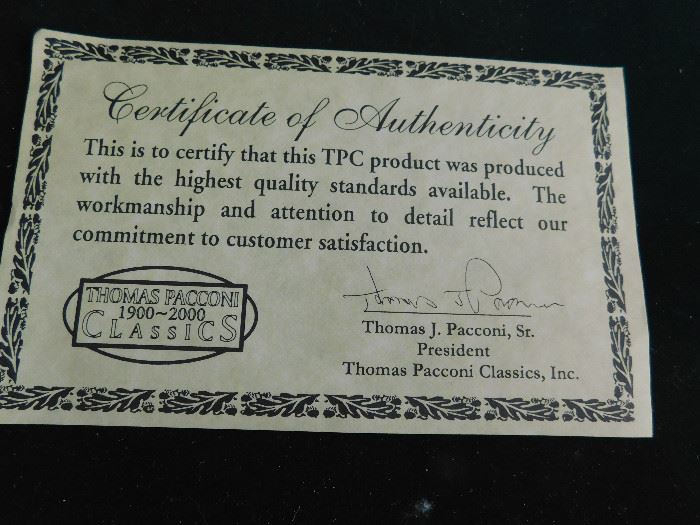 Certificate of Authenticity
This is to certify that this TPC product was produced
with the highest quality standards available. The
workmanship and attention to detail reflect our
commitment to customer satisfaction.
THOMAS PACCONI
1900~2000
CLASSICS
Thomas J. Pacconi, Sr.
President
Thomas Pacconi Classics, Inc.